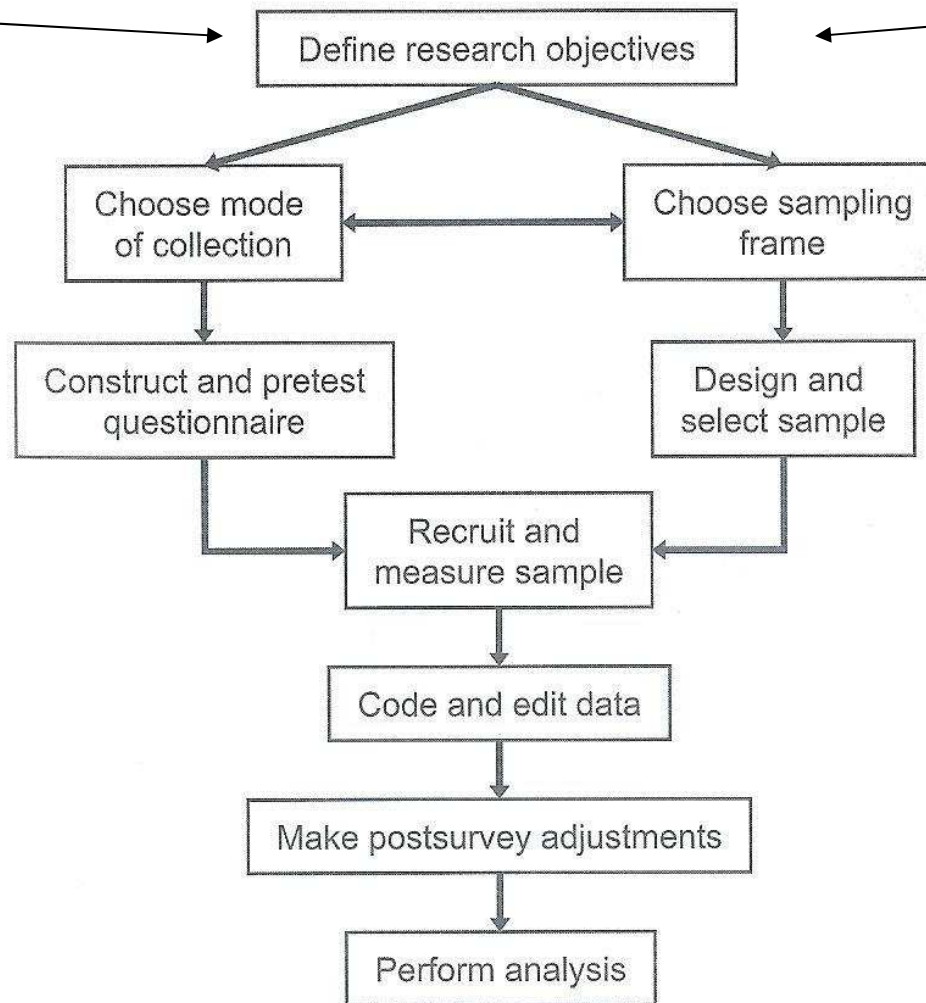 Define research objectives
Choose mode
of collection
Choose sampling
frame
Construct and pretest
questionnaire
Design and
select sample
Recruit and
measure sample
Code and edit data
Make postsurvey adjustments
Perform analysis